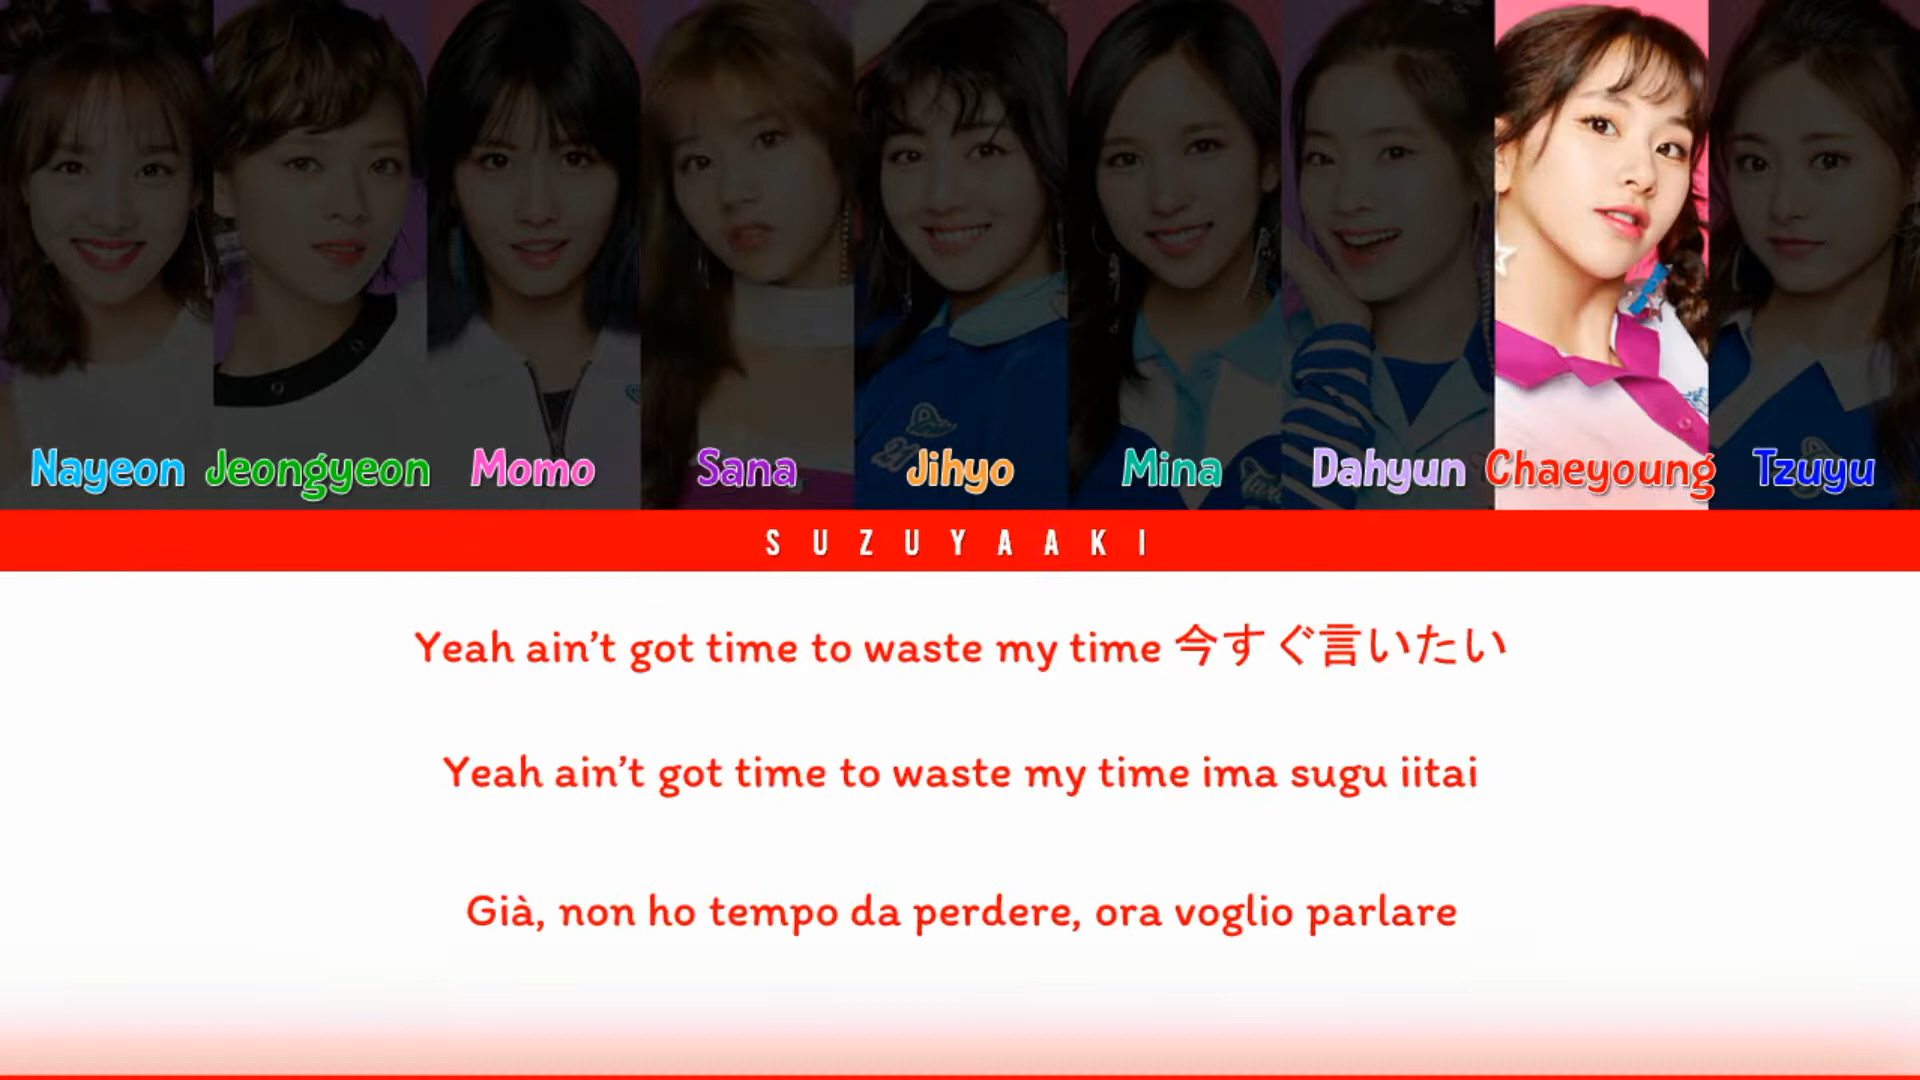 Nayeon Jeongyeon Momo Sana Jihyo Mina Dahyun Chaeyoung Tzuyu
SUZUYAAKI
Yeah ain't got time to waste my time 今すぐ言いたい
Yeah ain't got time to waste my time ima sugu iitai
Già, non ho tempo da perdere, ora voglio parlare